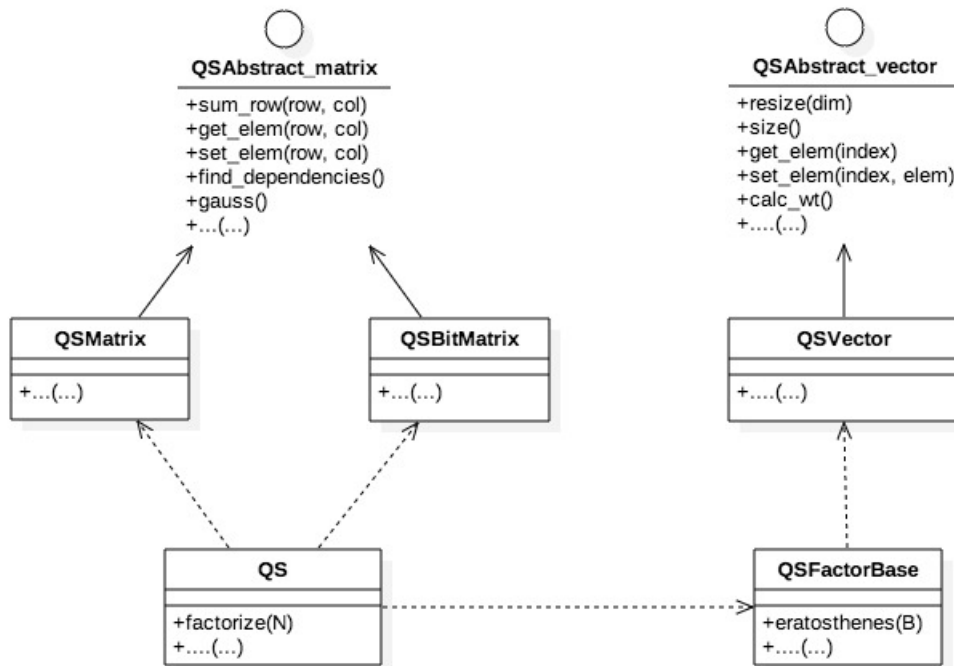 QSAbstract_matrix
+sum_row(row, col)
+get_elem(row, col)
+set_elem(row, col)
+find_dependencies()
+gauss()
+...(...)
QSAbstract_vector
+resize(dim)
+size()
+get_elem(index)
+set_elem(index, elem)
+calc_wt()
+....(...)
QSMatrix
+...(...)
QSBitMatrix
+...(...)
QSVector
+....(...)
QS
+factorize(N)
+....(...)
QSFactorBase
+eratosthenes(B)
+....(...)